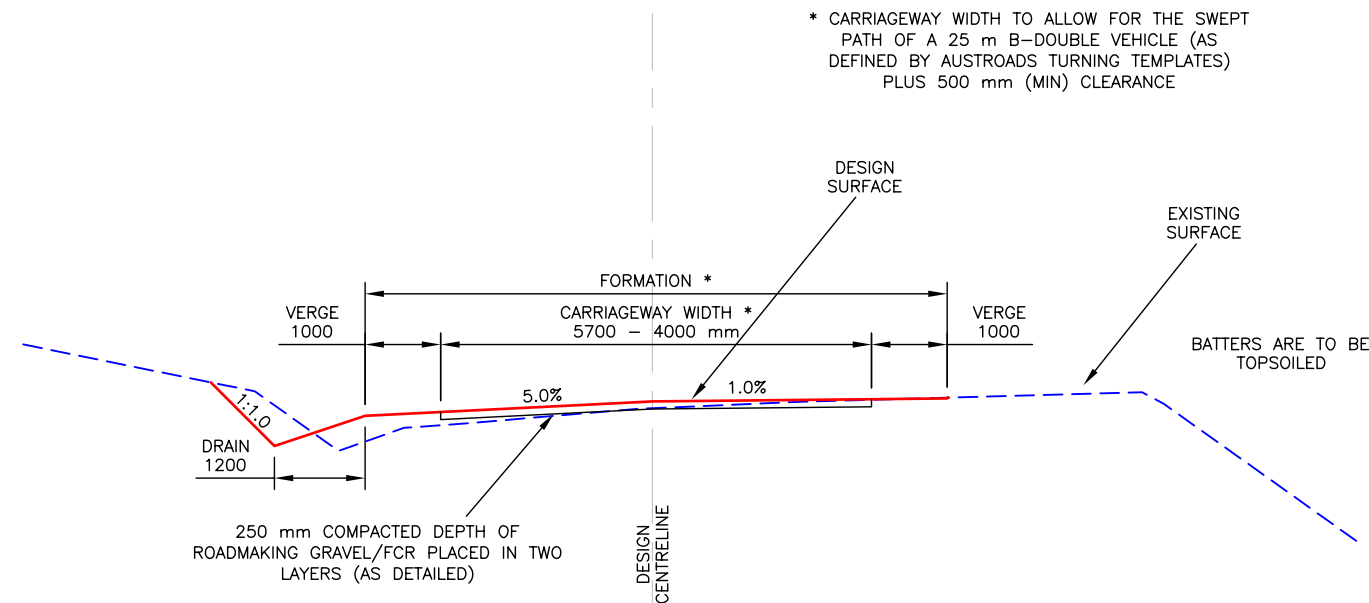 * CARRIAGEWAY WIDTH TO ALLOW FOR THE SWEPT
PATH OF A 25 m B-DOUBLE VEHICLE (AS
DEFINED BY AUSTROADS TURNING TEMPLATES)
PLUS 500 mm (MIN) CLEARANCE
DESIGN
SURFACE
EXISTING
SURFACE
FORMATION *
VERGE
1000
CARRIAGEWAY WIDTH *
5700 - 4000 mm
VERGE
1000
BATTERS ARE TO BE
TOPSOILED
1:1.0
5.0%
1.0%
DRAIN
1200
250 mm COMPACTED DEPTH OF
ROADMAKING GRAVEL/FCR PLACED IN TWO
LAYERS (AS DETAILED)
DESIGN
CENTRELINE